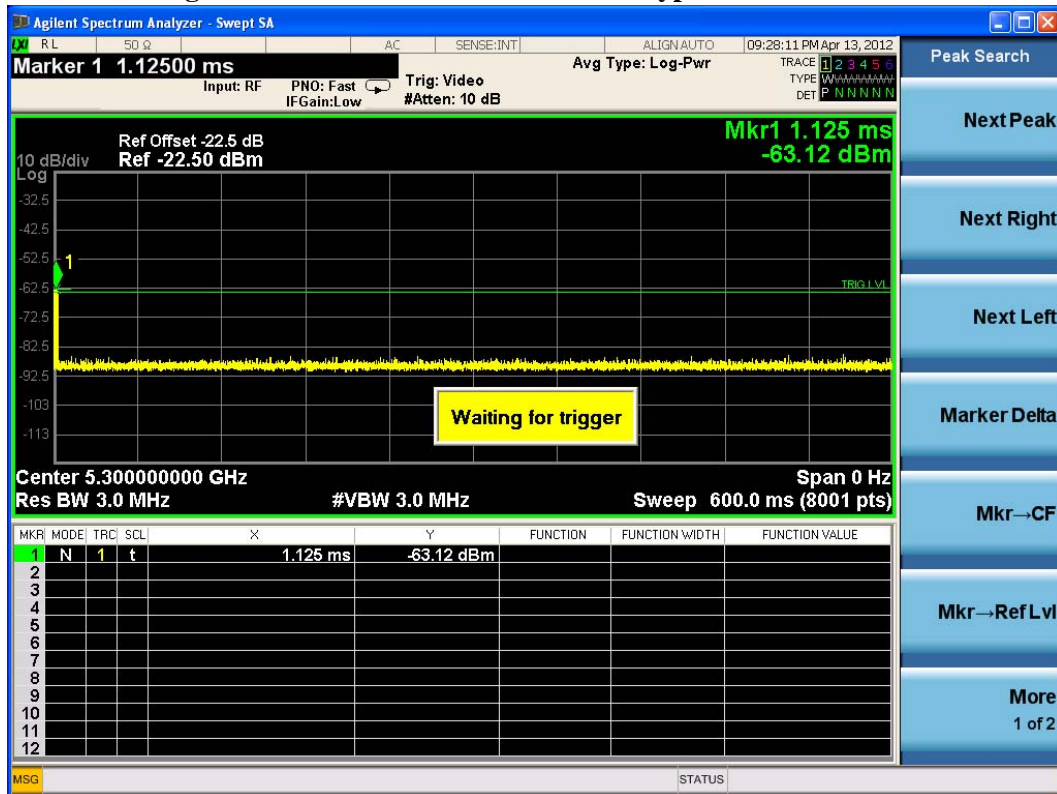 Agilent Spectrum Analyzer - Swept SA
LXI RL 50 Ω AC SENSE:INT ALIGN AUTO 09:28:11 PM Apr 13, 2012
Marker 1 1.12500 ms
Input: RF PNO: Fast Trig: Video Avg Type: Log-Pwr TRACE 1 2 3 4 5 6
IFGain:Low #Atten: 10 dB TYPE WWWWWW
DET P N N N N N
Peak Search
Next Peak
Next Right
Next Left
Marker Delta
Mkr→CF
Mkr→Ref Lvl
More
1 of 2
Ref Offset -22.5 dB
10 dB/div Ref -22.50 dBm
Log
Mkr1 1.125 ms
-63.12 dBm
-32.5
-42.5
-52.5
1
-62.5
TRIG LVL
-72.5
-82.5
-92.5
-103
-113
Waiting for trigger
Center 5.300000000 GHz Span 0 Hz
Res BW 3.0 MHz #VBW 3.0 MHz Sweep 600.0 ms (8001 pts)
MKR MODE TRC SCL X Y FUNCTION FUNCTION WIDTH FUNCTION VALUE
1 N 1 t 1.125 ms -63.12 dBm
2
3
4
5
6
7
8
9
10
11
12
MSG STATUS